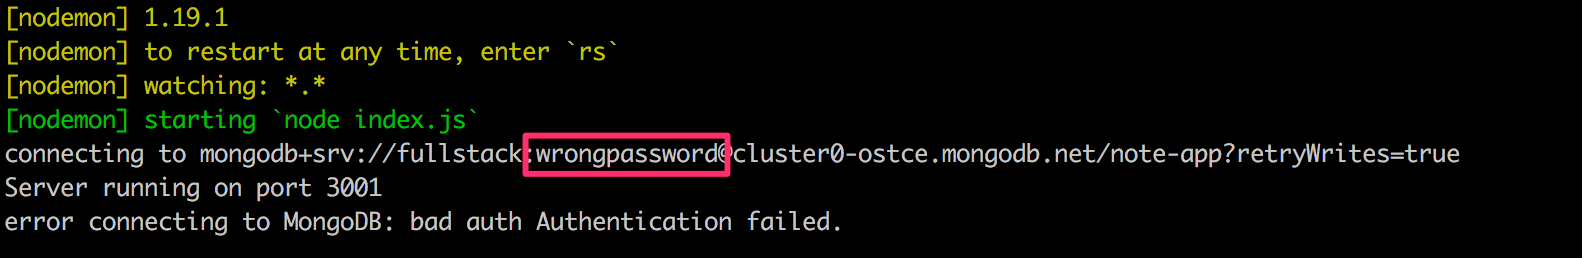 [nodemon] 1.19.1
[nodemon] to restart at any time, enter `rs`
[nodemon] watching: *.*
[nodemon] starting `node index.js`
connecting to mongodb+srv://fullstack:wrongpassword@cluster0-ostce.mongodb.net/note-app?retryWrites=true
Server running on port 3001
error connecting to MongoDB: bad auth Authentication failed.